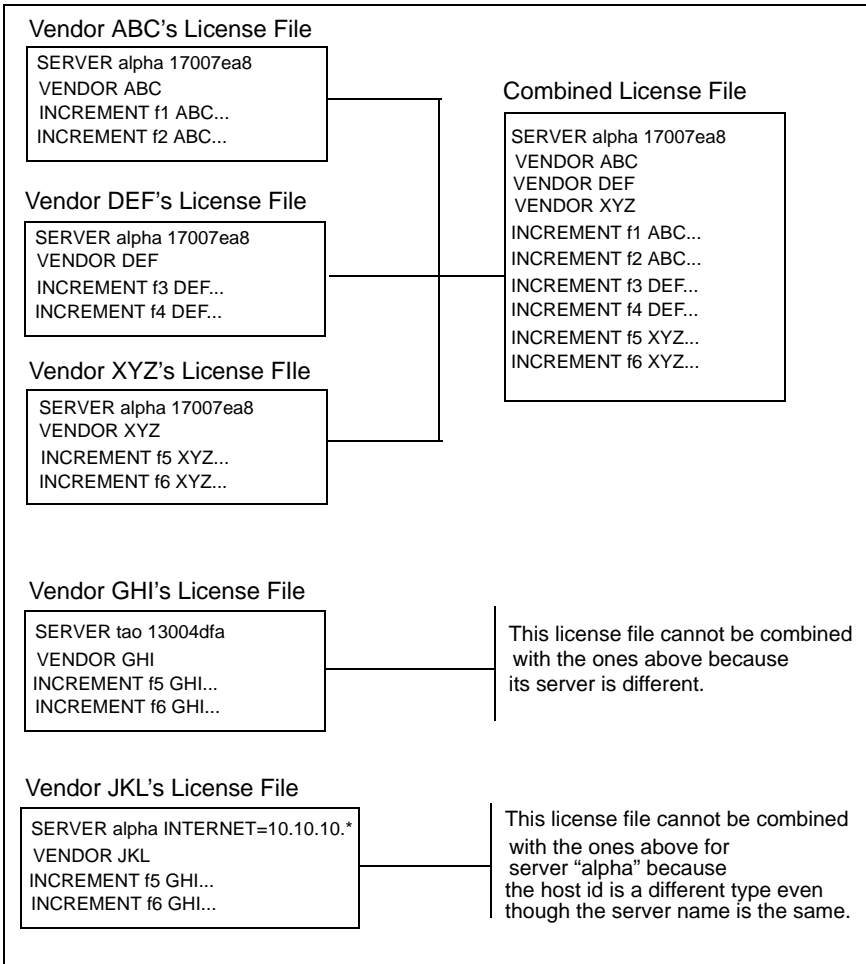 Vendor ABC's License File
SERVER alpha 17007ea8
VENDOR ABC
INCREMENT f1 ABC...
INCREMENT f2 ABC...
Vendor DEF's License File
SERVER alpha 17007ea8
VENDOR DEF
INCREMENT f3 DEF...
INCREMENT f4 DEF...
Vendor XYZ's License FIle
SERVER alpha 17007ea8
VENDOR XYZ
INCREMENT f5 XYZ...
INCREMENT f6 XYZ...
Combined License File
SERVER alpha 17007ea8
VENDOR ABC
VENDOR DEF
VENDOR XYZ
INCREMENT f1 ABC...
INCREMENT f2 ABC...
INCREMENT f3 DEF...
INCREMENT f4 DEF...
INCREMENT f5 XYZ...
INCREMENT f6 XYZ...
Vendor GHI's License File
SERVER tao 13004dfa
VENDOR GHI
INCREMENT f5 GHI...
INCREMENT f6 GHI...
This license file cannot be combined
with the ones above because
its server is different.
Vendor JKL's License File
SERVER alpha INTERNET=10.10.10.*
VENDOR JKL
INCREMENT f5 GHI...
INCREMENT f6 GHI...
This license file cannot be combined
with the ones above for
server “alpha” because
the host id is a different type even
though the server name is the same.